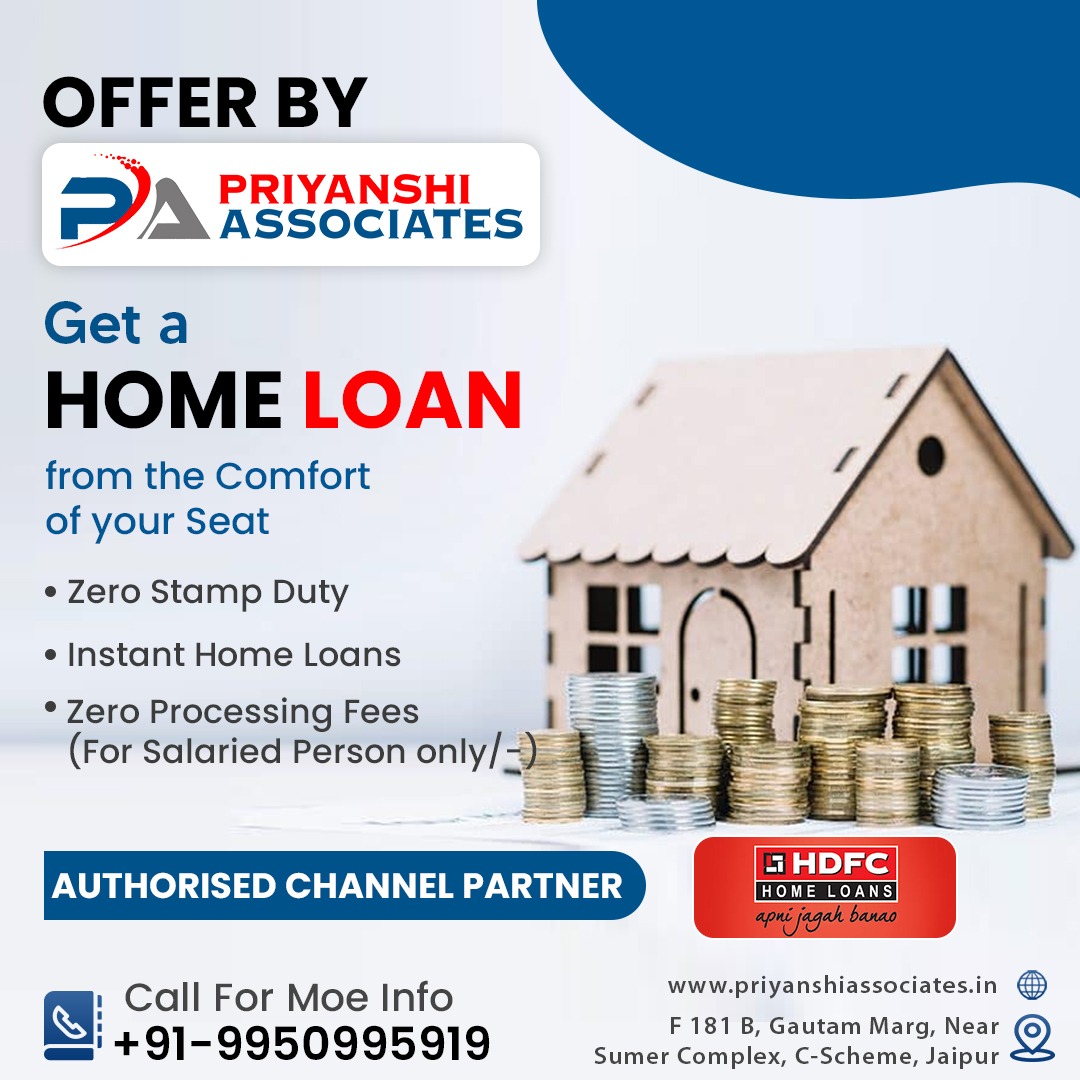 OFFER BY
PA PRIYANSHI
ASSOCIATES
Get a
HOME LOAN
from the Comfort
of your Seat
• Zero Stamp Duty
• Instant Home Loans
• Zero Processing Fees
(For Salaried Person only/-)
AUTHORISED CHANNEL PARTNER
HDFC
HOME LOANS
apni jagah banao
Call For Moe Info
+91-9950995919
www.priyanshiassociates.in
F 181 B, Gautam Marg, Near
Sumer Complex, C-Scheme, Jaipur